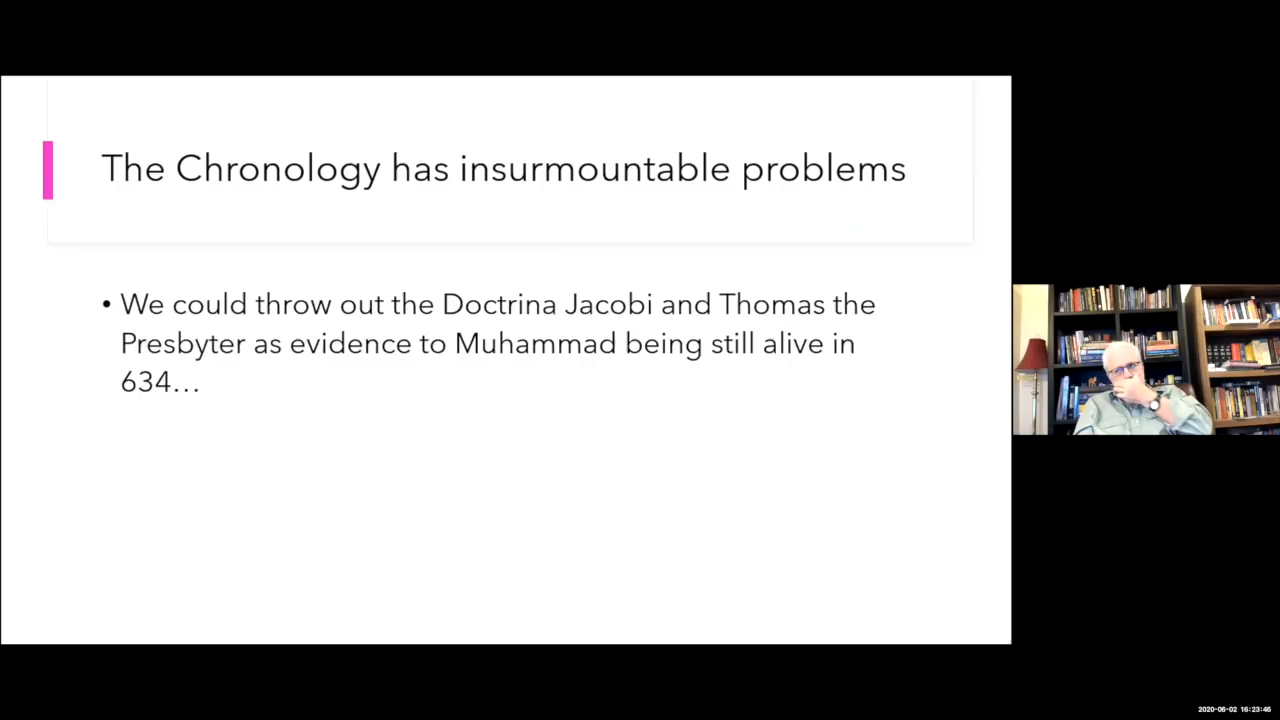 The Chronology has insurmountable problems
• We could throw out the Doctrina Jacobi and Thomas the
Presbyter as evidence to Muhammad being still alive in
634…
2020-06-02 16:23:46